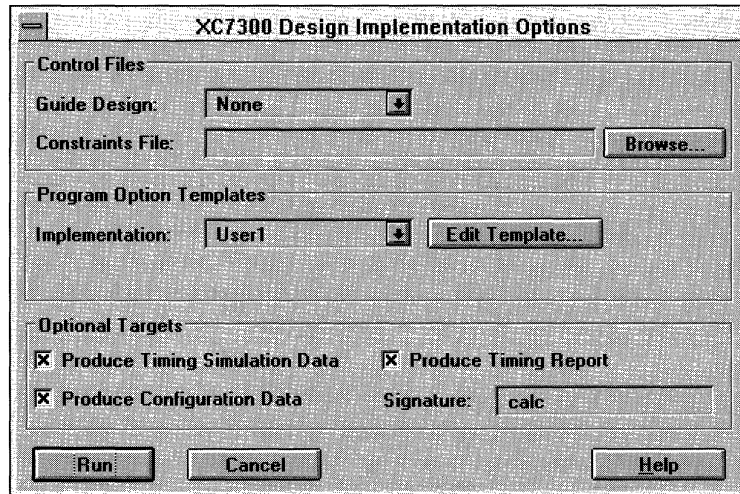 XC7300 Design Implementation Options
Control Files
Guide Design: None
Constraints File: Browse...
Program Option Templates
Implementation: User1 Edit Template...
Optional Targets
Produce Timing Simulation Data Produce Timing Report
Produce Configuration Data Signature: calc
Run Cancel Help